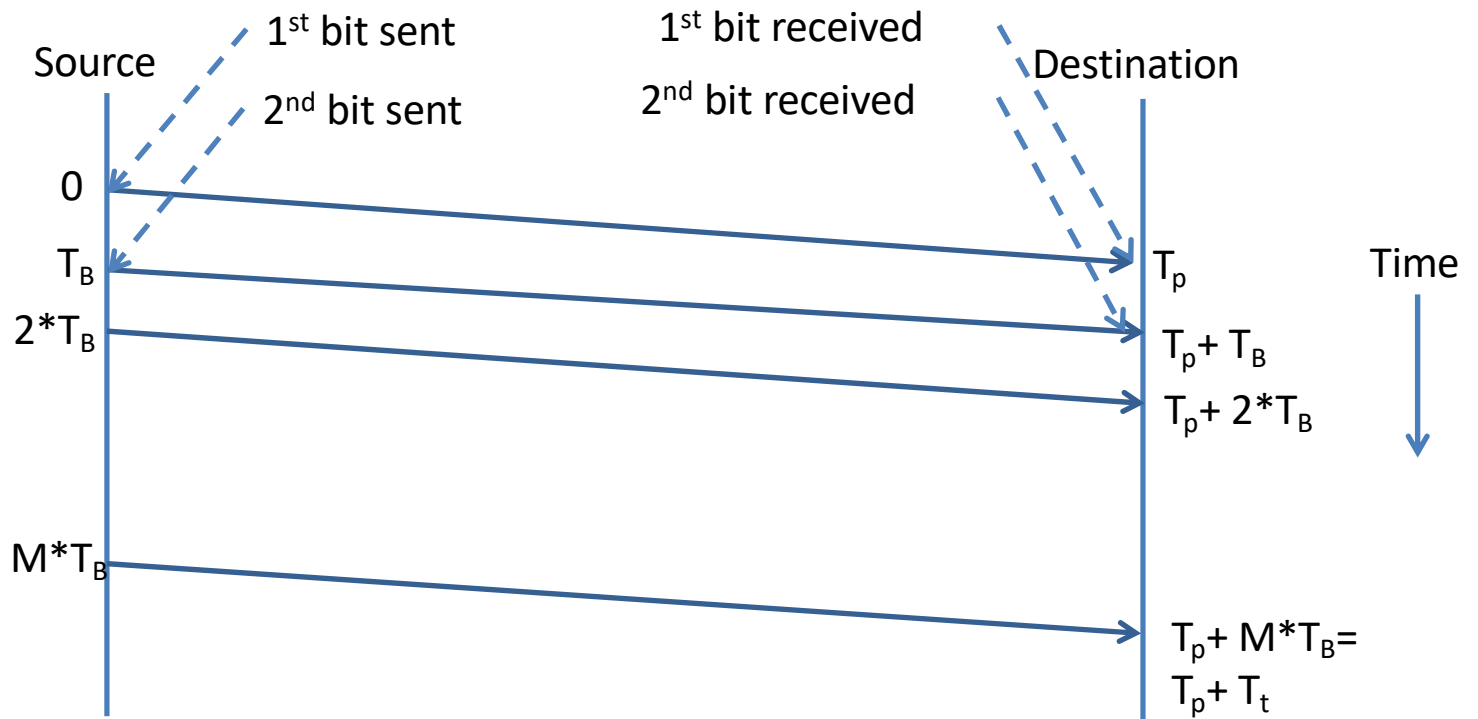 1st bit sent
1st bit received
Source
Destination
2nd bit sent
2nd bit received
0
TB
Tp
Time
2*TB
Tp+ TB
Tp+ 2*TB
M*TB
Tp+ M*TB=
Tp+ Tt